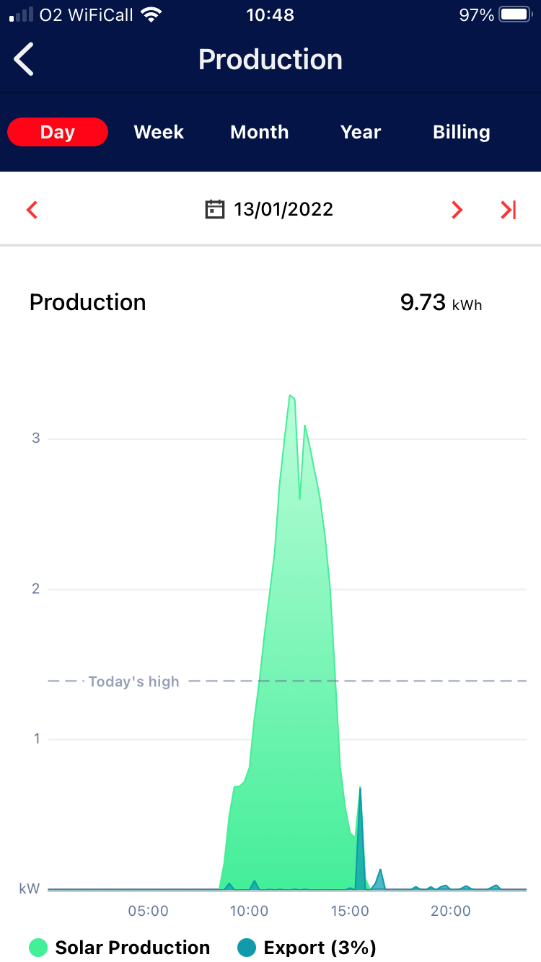 O2 WiFiCall 10:48 97%
Production
Day Week Month Year Billing
13/01/2022
Production 9.73 kWh
3
2
Today's high
1
kW
05:00 10:00 15:00 20:00
Solar Production Export (3%)